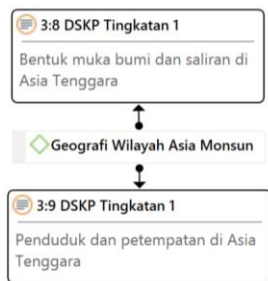 3:8 DSKP Tingkatan 1
Bentuk muka bumi dan saliran di
Asia Tenggara
Geografi Wilayah Asia Monsun
3:9 DSKP Tingkatan 1
Penduduk dan petempatan di Asia
Tenggara